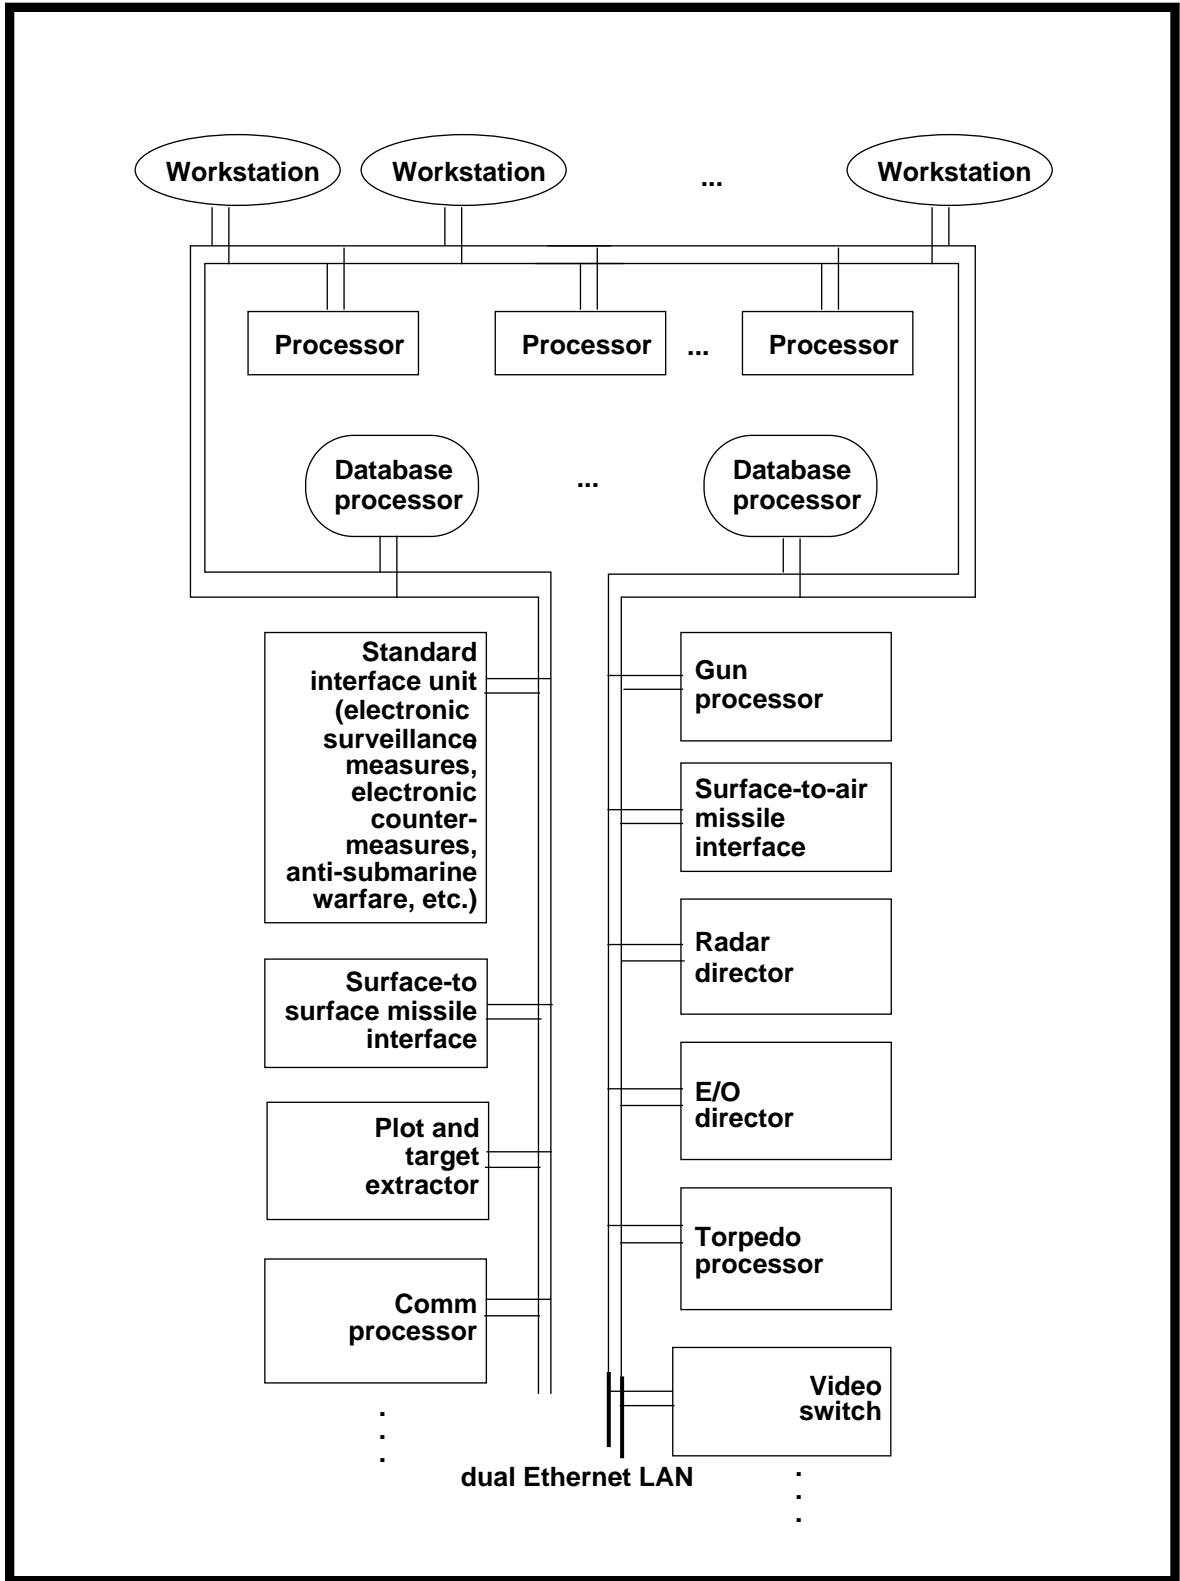 Workstation
Workstation
...
Workstation
Processor
Processor
...
Processor
Database
processor
...
Database
processor
Standard
interface unit
(electronic
surveillance,
measures,
electronic
counter-
measures,
anti-submarine
warfare, etc.)
Surface-to
surface missile
interface
Plot and
target
extractor
Comm
processor
.
.
.
Gun
processor
Surface-to-air
missile
interface
Radar
director
E/O
director
Torpedo
processor
Video
switch
.
.
.
dual Ethernet LAN